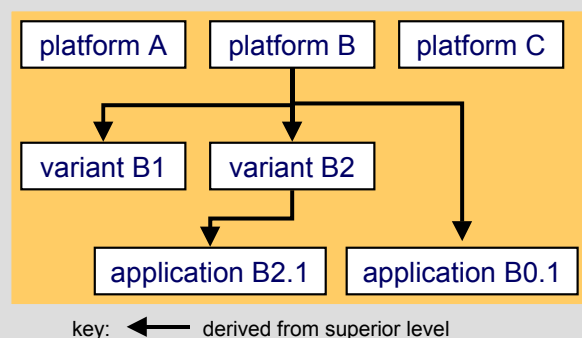 platform A platform B platform C
variant B1 variant B2
application B2.1 application B0.1
key: derived from superior level